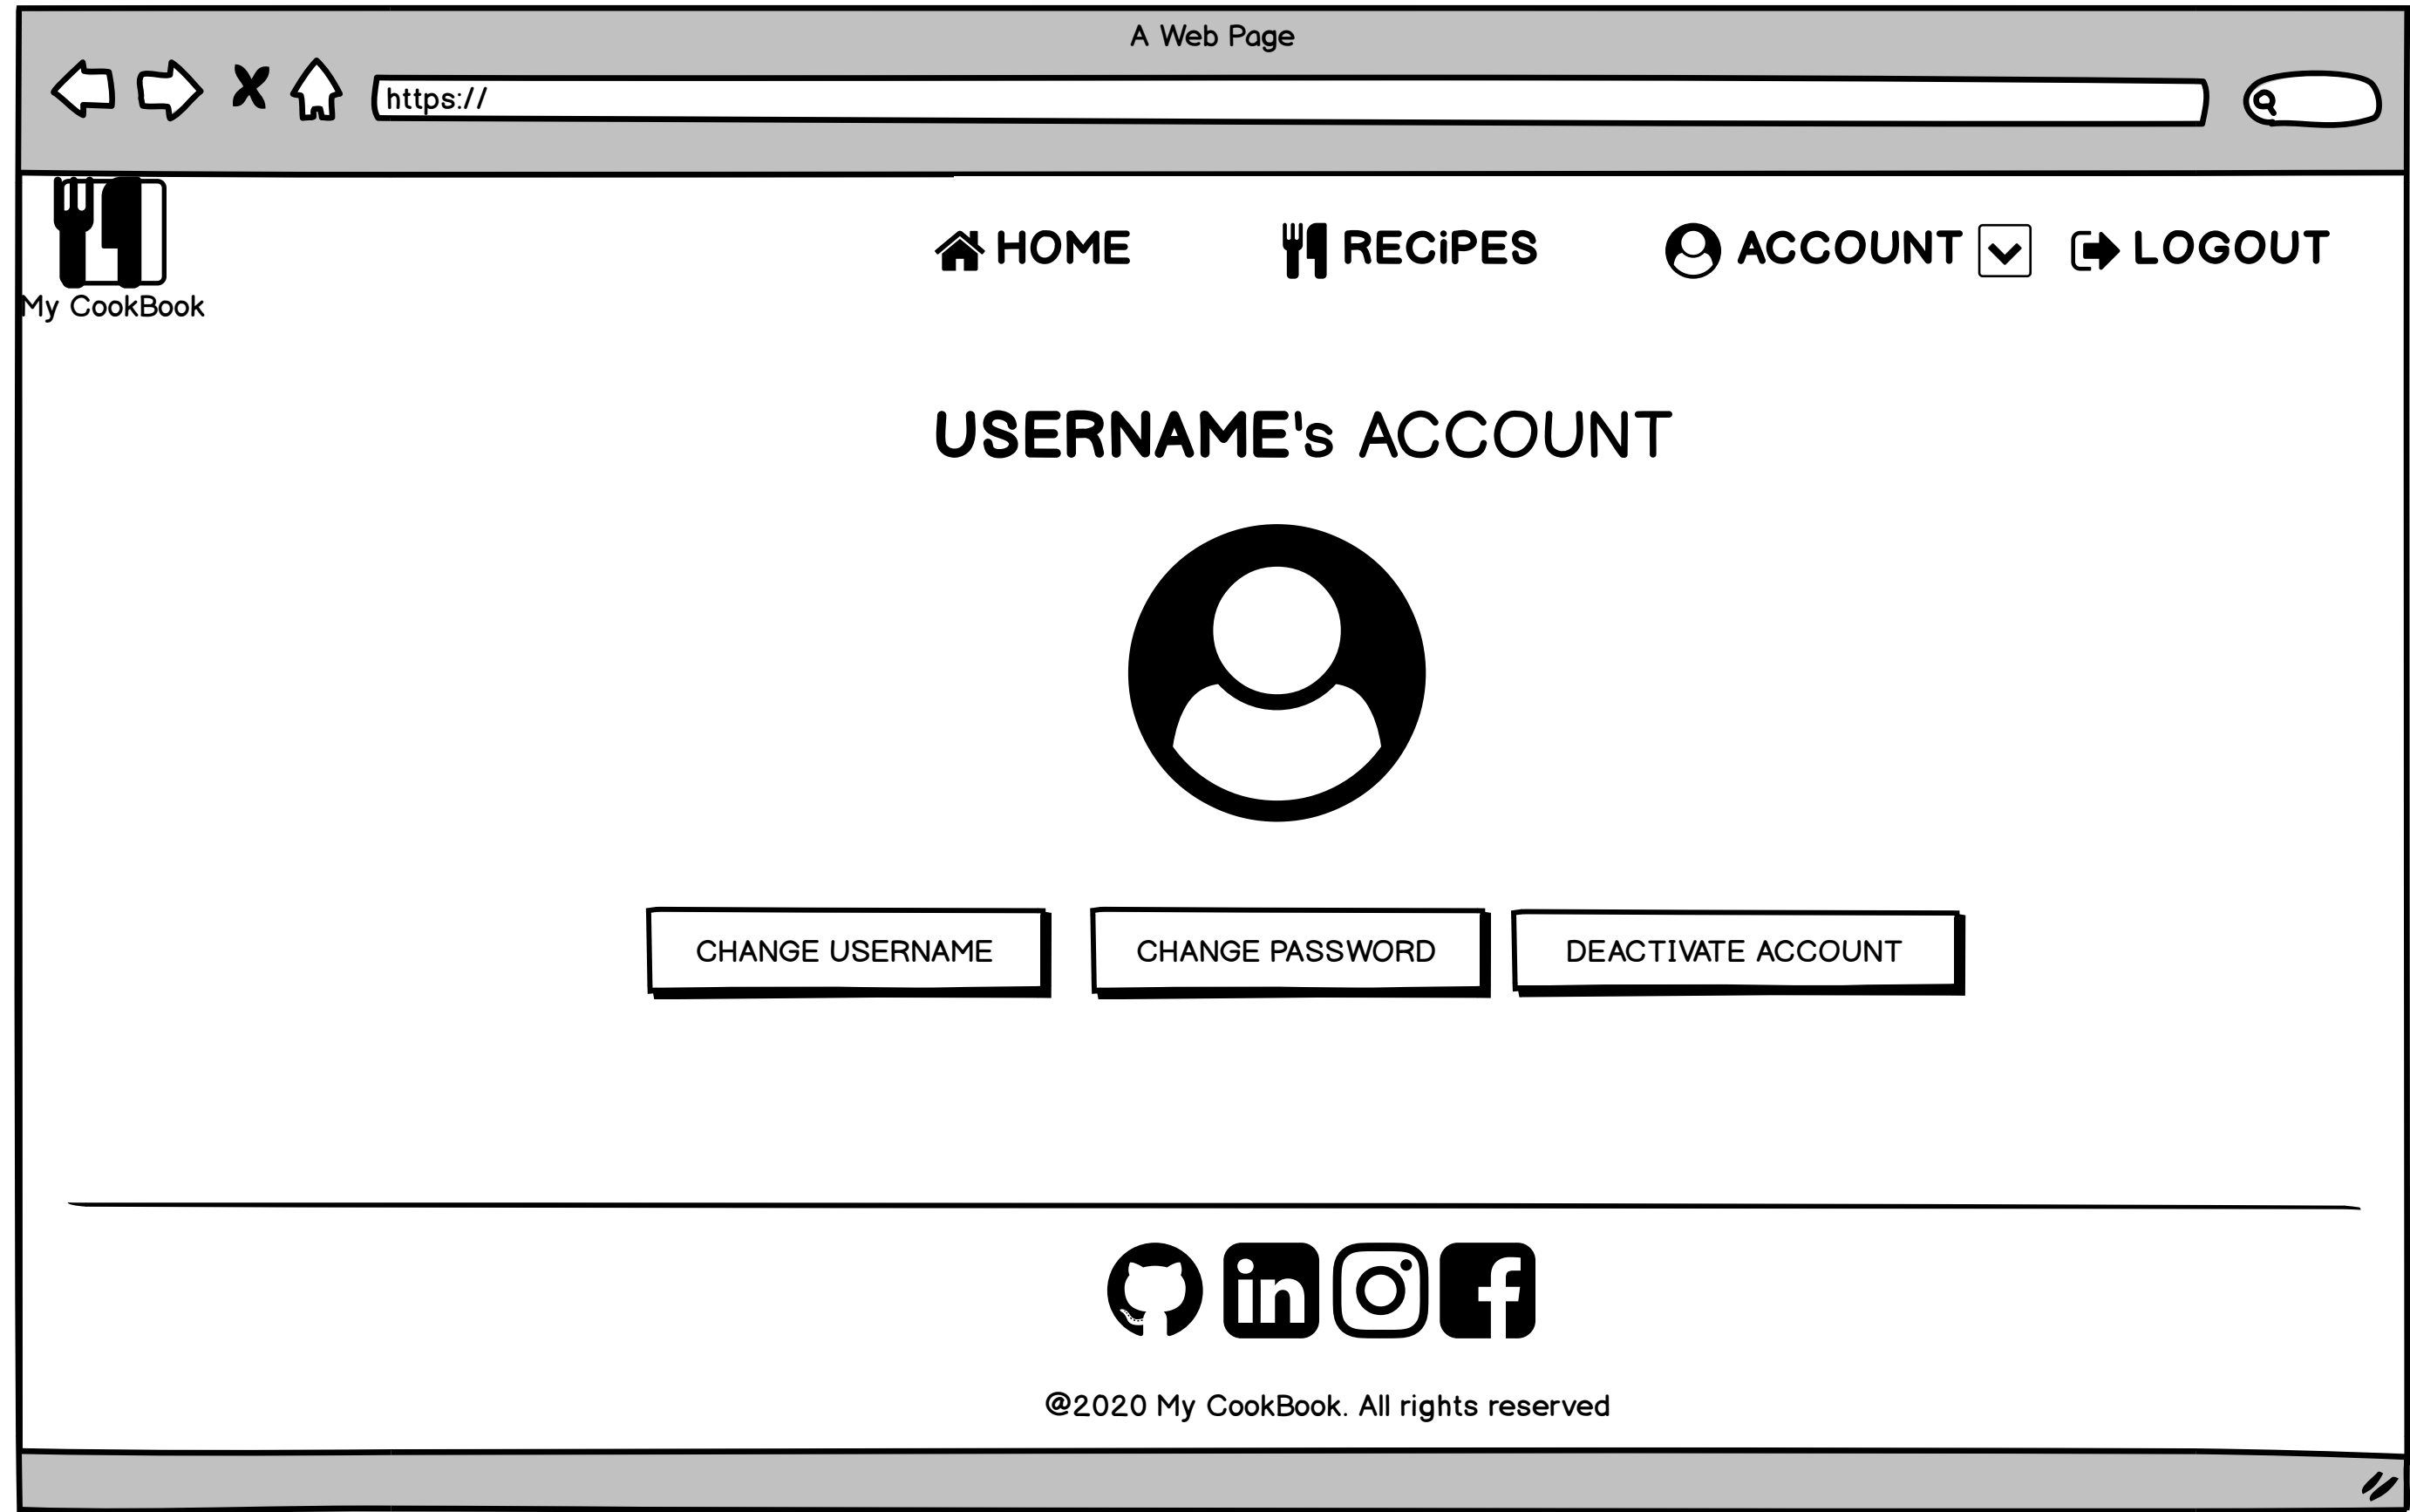 A Web Page
https://
HOME RECiPES ACCOUNT LOGOUT
My CookBook
USERNAME's ACCOUNT
CHANGE USERNAME CHANGE PASSWORD DEACTIVATE ACCOUNT
in f
@2020 My CookBook. All rights reserved